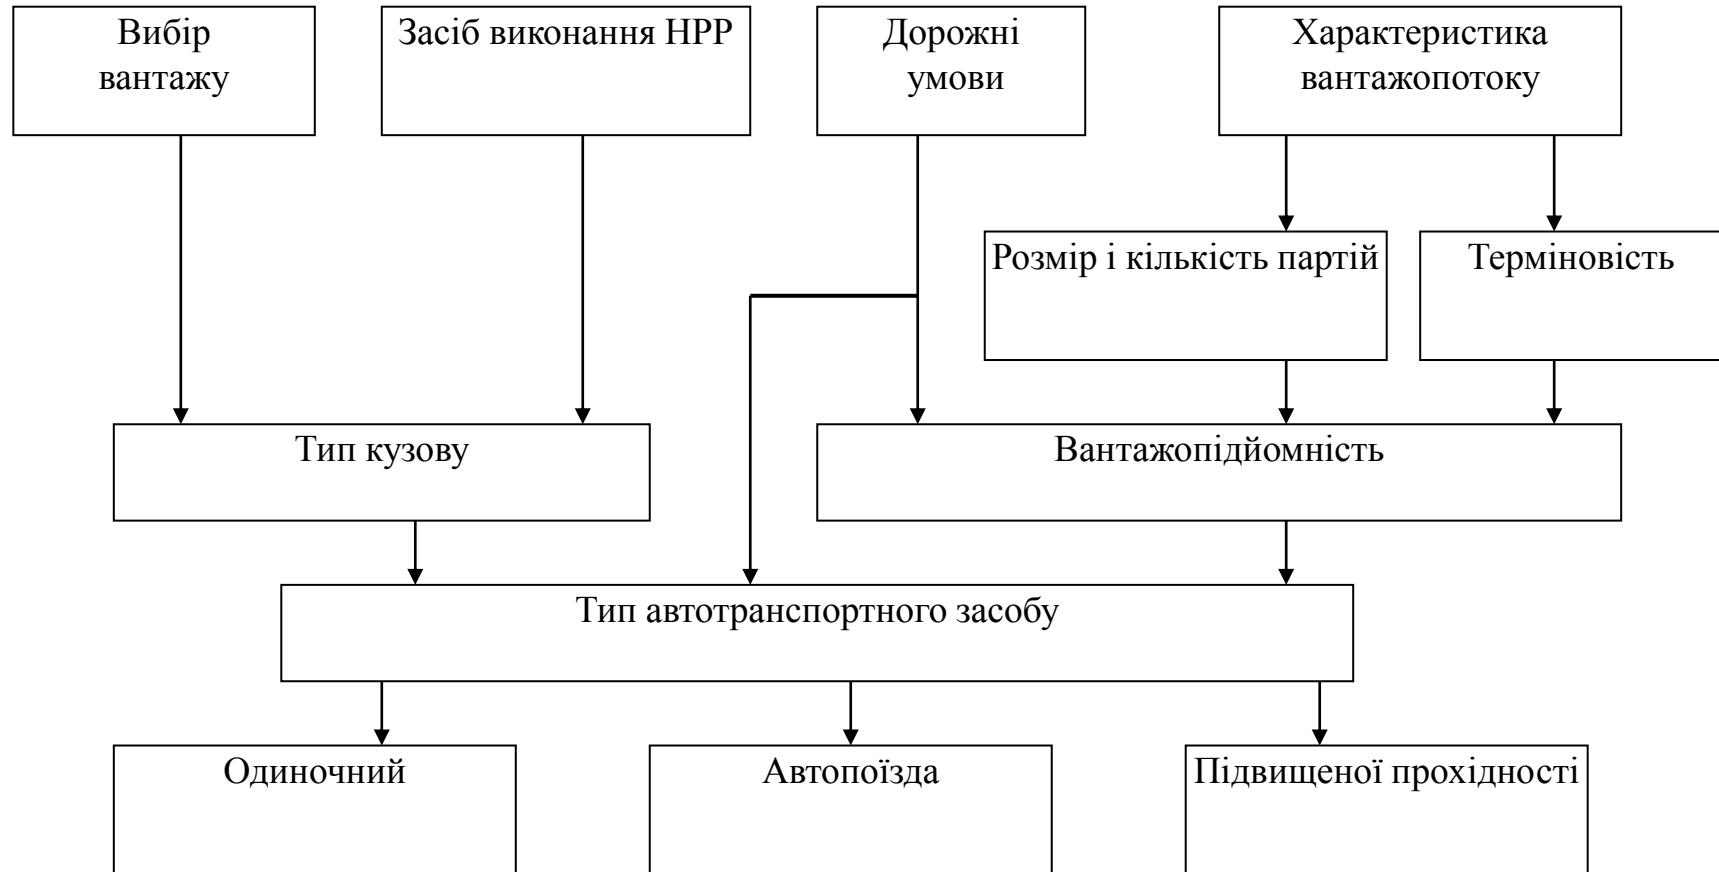 Вибір
вантажу
Засіб виконання НРР
Дорожні
умови
Характеристика
вантажопотоку
Розмір і кількість партій
Терміновість
Тип кузову
Вантажопідйомність
Тип автотранспортного засобу
Одиночний
Автопоїзда
Підвищеної прохідності